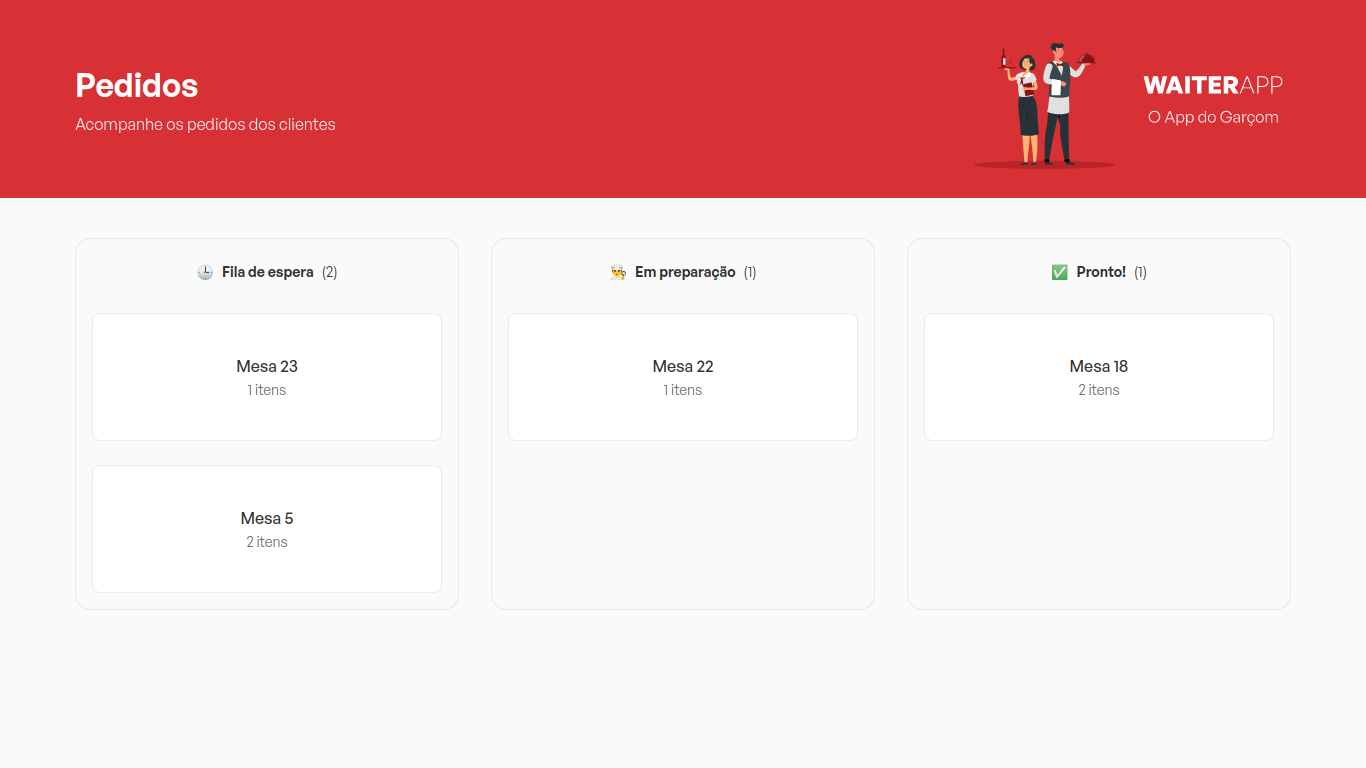 Pedidos
Acompanhe os pedidos dos clientes
WAITERAPP
O App do Garçom
🕒 Fila de espera (2)
Mesa 23
1 itens
Mesa 5
2 itens
👨‍🍳 Em preparação (1)
Mesa 22
1 itens
✅ Pronto! (1)
Mesa 18
2 itens